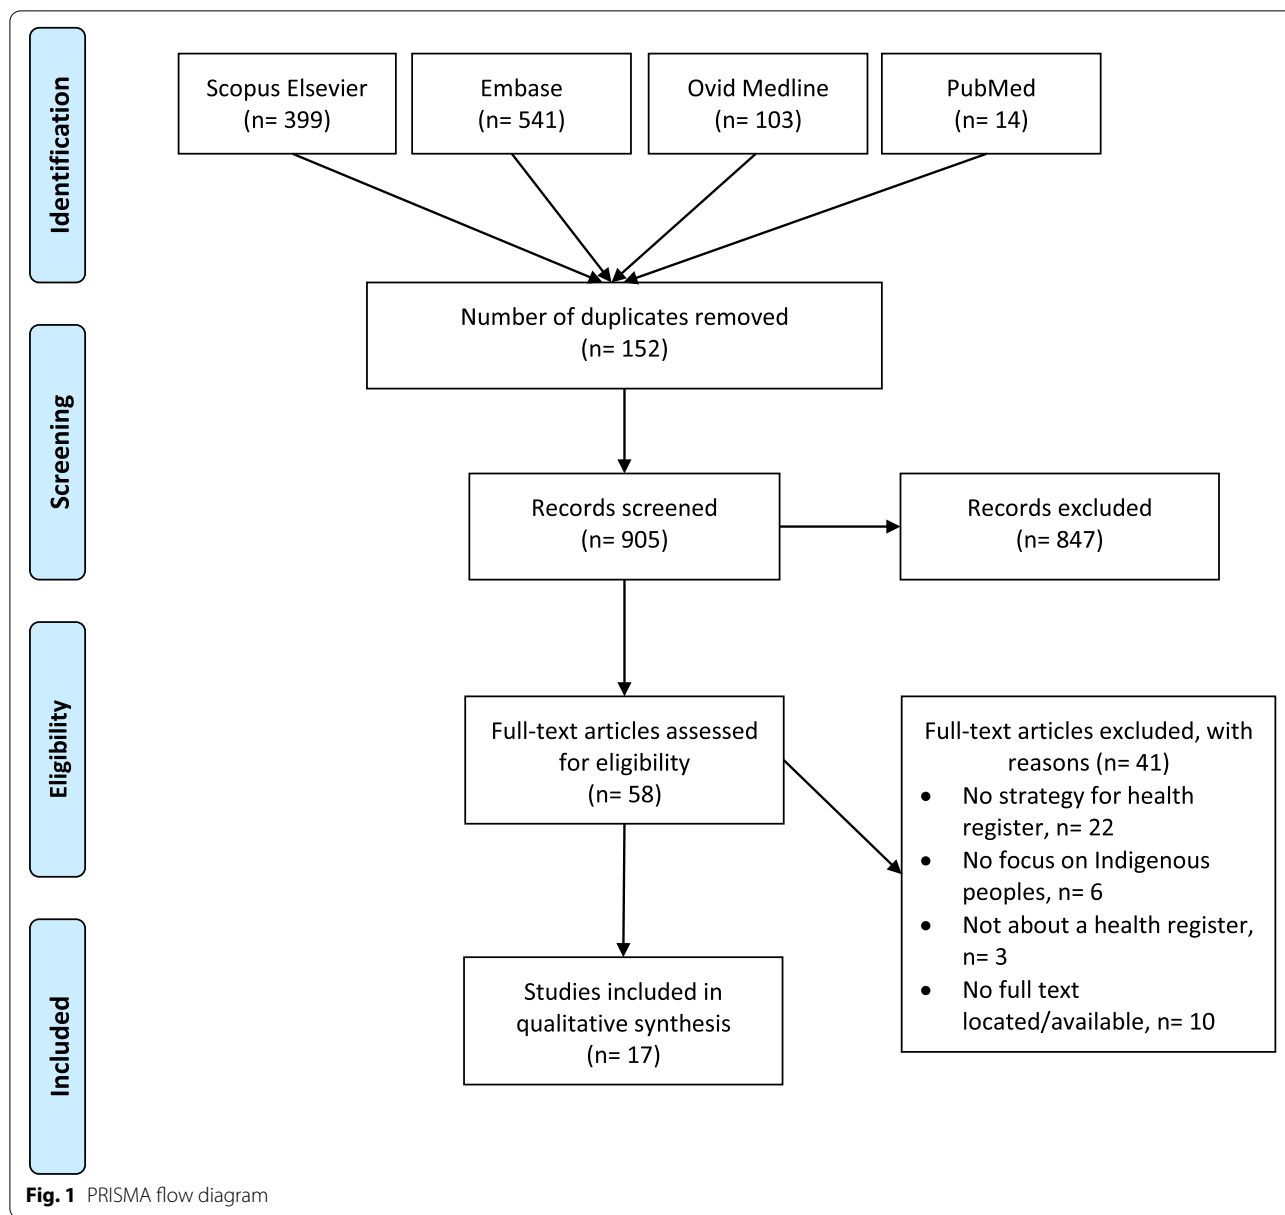 Identification
Scopus Elsevier
(n= 399)
Embase
(n= 541)
Ovid Medline
(n= 103)
PubMed
(n= 14)
Number of duplicates removed
(n= 152)
Screening
Records screened
(n= 905)
Records excluded
(n= 847)
Eligibility
Full-text articles assessed
for eligibility
(n= 58)
Full-text articles excluded, with
reasons (n= 41)
• No strategy for health
register, n= 22
• No focus on Indigenous
peoples, n= 6
• Not about a health register,
n= 3
• No full text
located/available, n= 10
Included
Studies included in
qualitative synthesis
(n= 17)
Fig. 1 PRISMA flow diagram